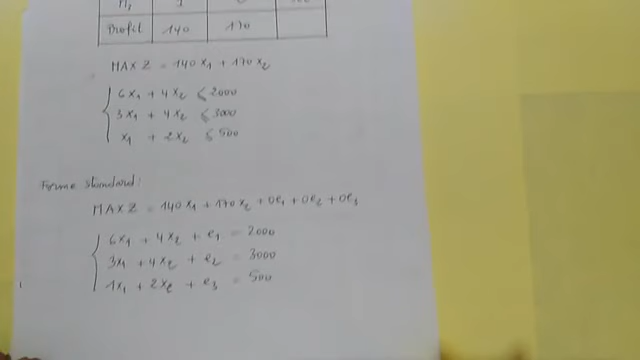 M₁ 1
Profit 140 170
MAX Z = 140 x₁ + 170 x₂
6x₁ + 4x₂ ≤ 2000
3x₁ + 4x₂ ≤ 3000
x₁ + 2x₂ ≤ 500
Forme standard:
MAX Z = 140 x₁ + 170 x₂ + 0e₁ + 0e₂ + 0e₃
6x₁ + 4x₂ + e₁ = 2000
3x₁ + 4x₂ + e₂ = 3000
1x₁ + 2x₂ + e₃ = 500